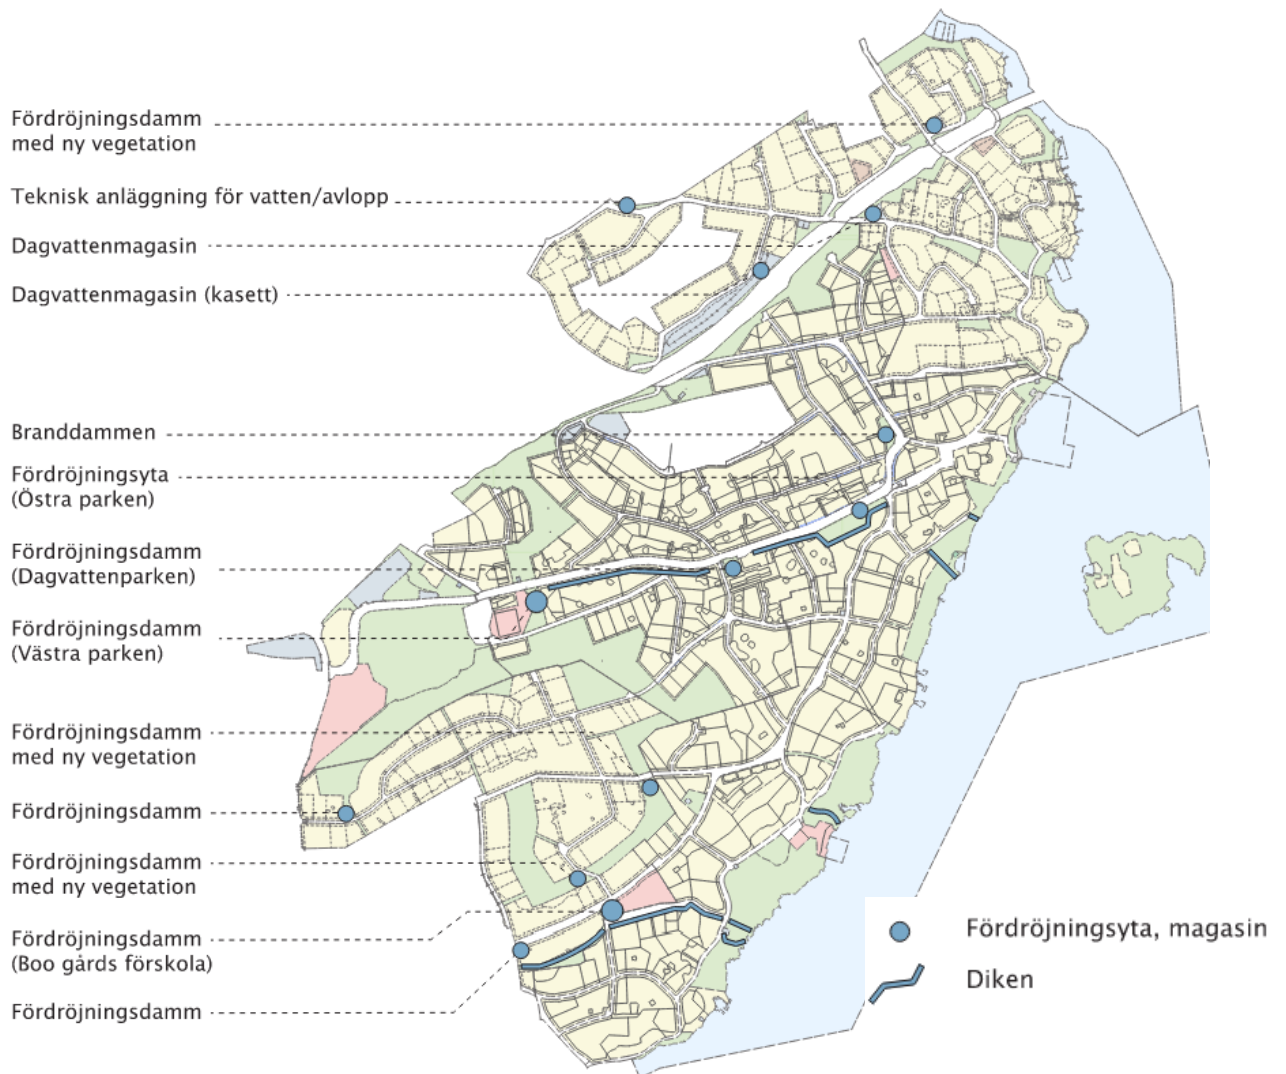 Fördröjningsdamm
med ny vegetation
Teknisk anläggning för vatten/avlopp
Dagvattenmagasin
Dagvattenmagasin (kasett)
Branddammen
Fördröjningsyta
(Östra parken)
Fördröjningsdamm
(Dagvattenparken)
Fördröjningsdamm
(Västra parken)
Fördröjningsdamm
med ny vegetation
Fördröjningsdamm
Fördröjningsdamm
med ny vegetation
Fördröjningsdamm
(Boo gårds förskola)
Fördröjningsdamm
Fördröjningsyta, magasin
Diken